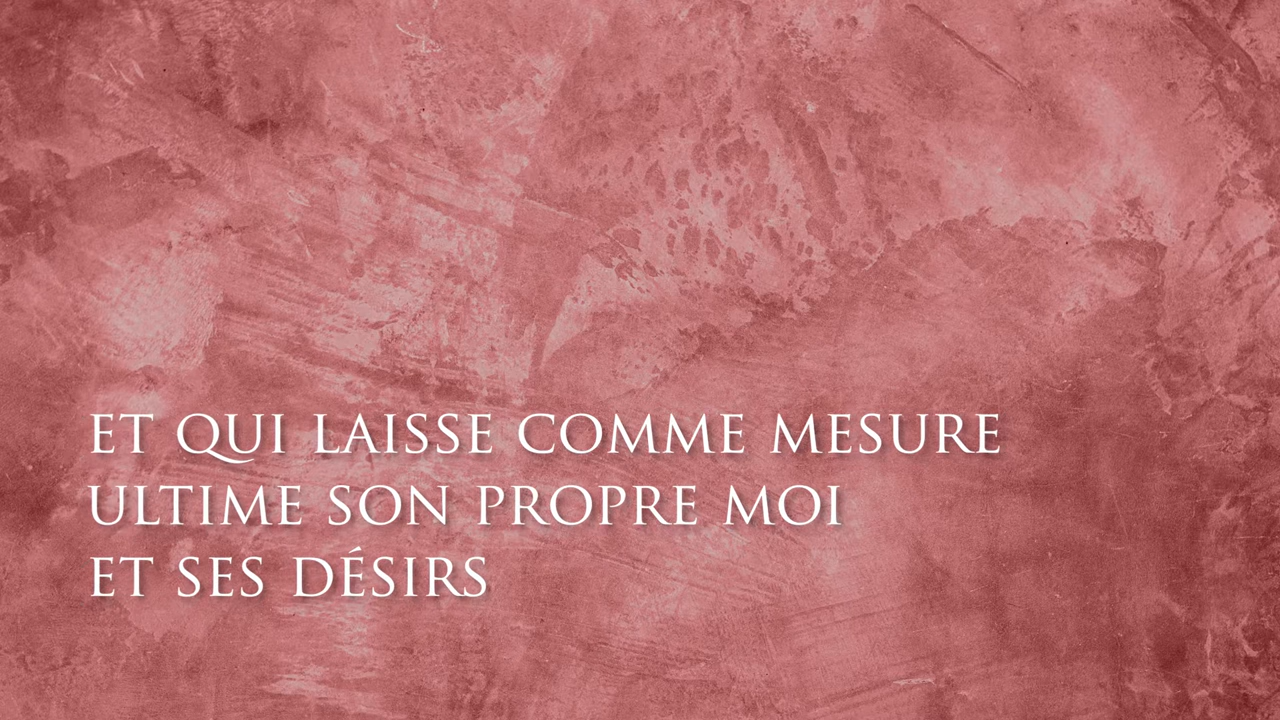 ET QUI LAISSE COMME MESURE
ULTIME SON PROPRE MOI
ET SES DÉSIRS